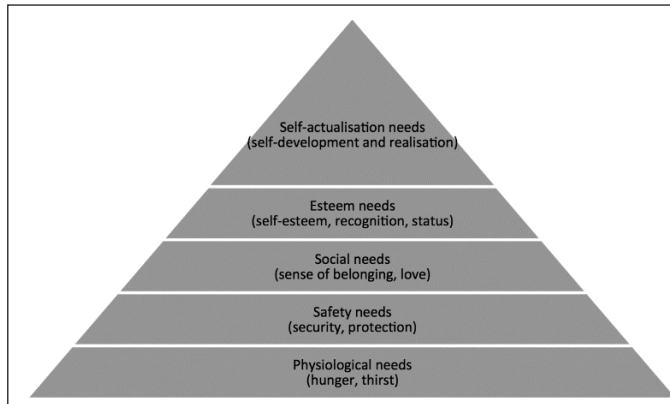 Self-actualisation needs
(self-development and realisation)
Esteem needs
(self-esteem, recognition, status)
Social needs
(sense of belonging, love)
Safety needs
(security, protection)
Physiological needs
(hunger, thirst)